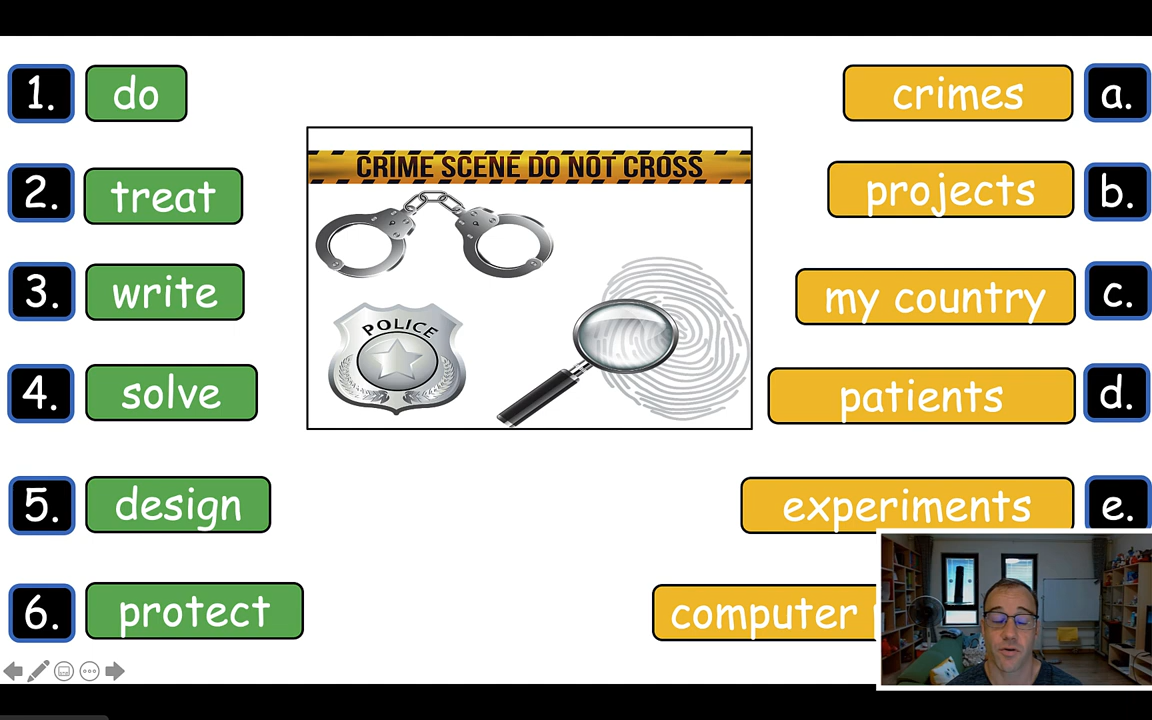 1. do
crimes a.
CRIME SCENE DO NOT CROSS
2. treat
projects b.
3. write
my country c.
POLICE
4. solve
patients d.
5. design
experiments e.
6. protect
computer